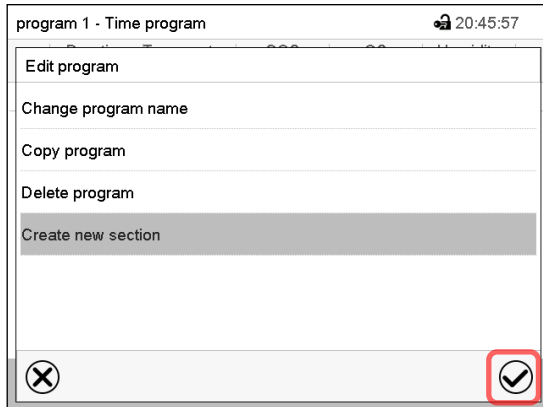 program 1 - Time program 20:45:57
Edit program
Change program name
Copy program
Delete program
Create new section